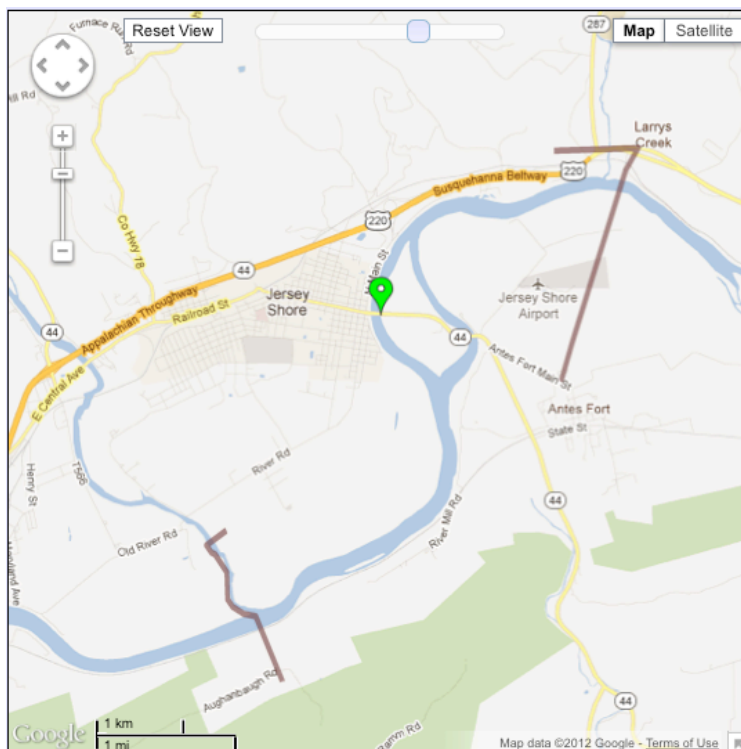 Furnace Run Rd
Reset View
287
Map
Satellite
Larrys
Creek
220
Susquehanna Beltway
220
Co Hwy 18
44
N Main St
Appalachian Throughway
Railroad St
Jersey
Shore
Jersey Shore
Airport
44
44
E Central Ave
Antes Fort Main St
Antes Fort
State St
River Rd
T566
Henry St
44
River Mill Rd
Old River Rd
Aughanbaugh Rd
44
Google
1 km
1 mi
Map data ©2012 Google - Terms of Use